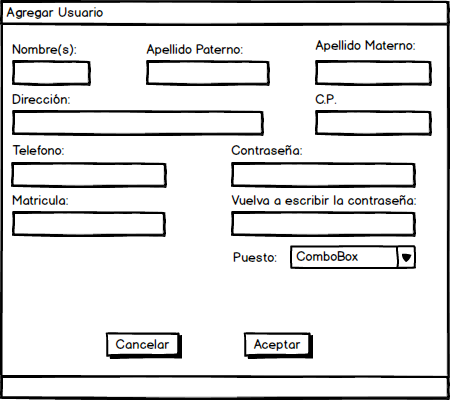 Agregar Usuario
Nombre(s): Apellido Paterno: Apellido Materno:
Dirección: C.P.
Telefono: Contraseña:
Matricula: Vuelva a escribir la contraseña:
Puesto: ComboBox
Cancelar Aceptar